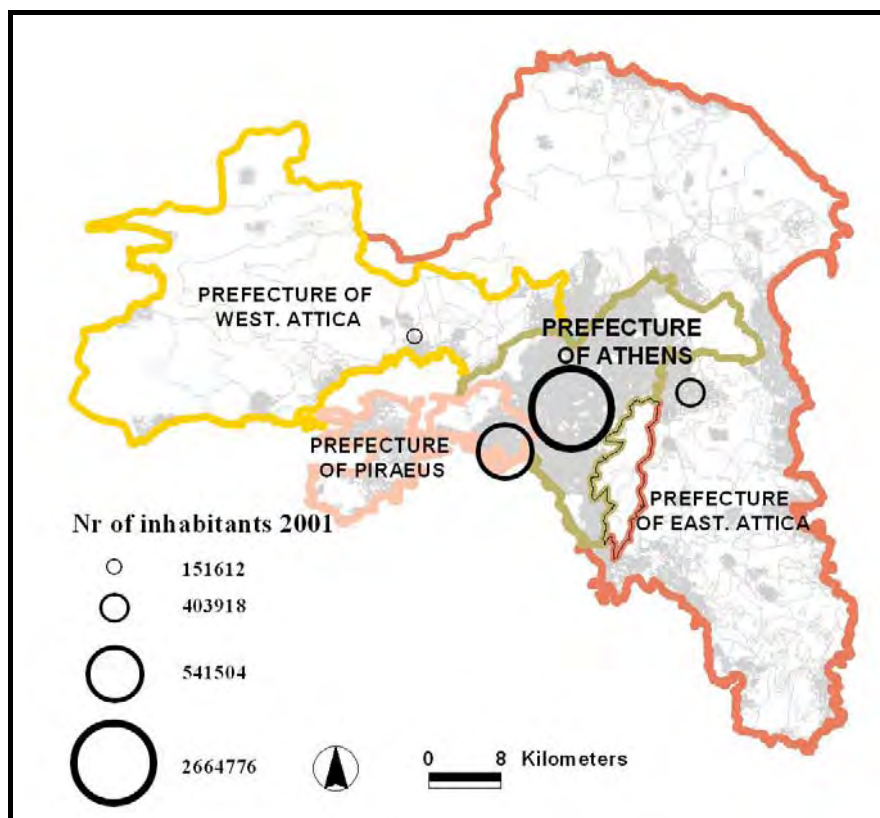 PREFECTURE OF
WEST. ATTICA
PREFECTURE
OF ATHENS
PREFECTURE
OF PIRAEUS
PREFECTURE
OF EAST. ATTICA
Nr of inhabitants 2001
151612
403918
541504
2664776
0 8 Kilometers